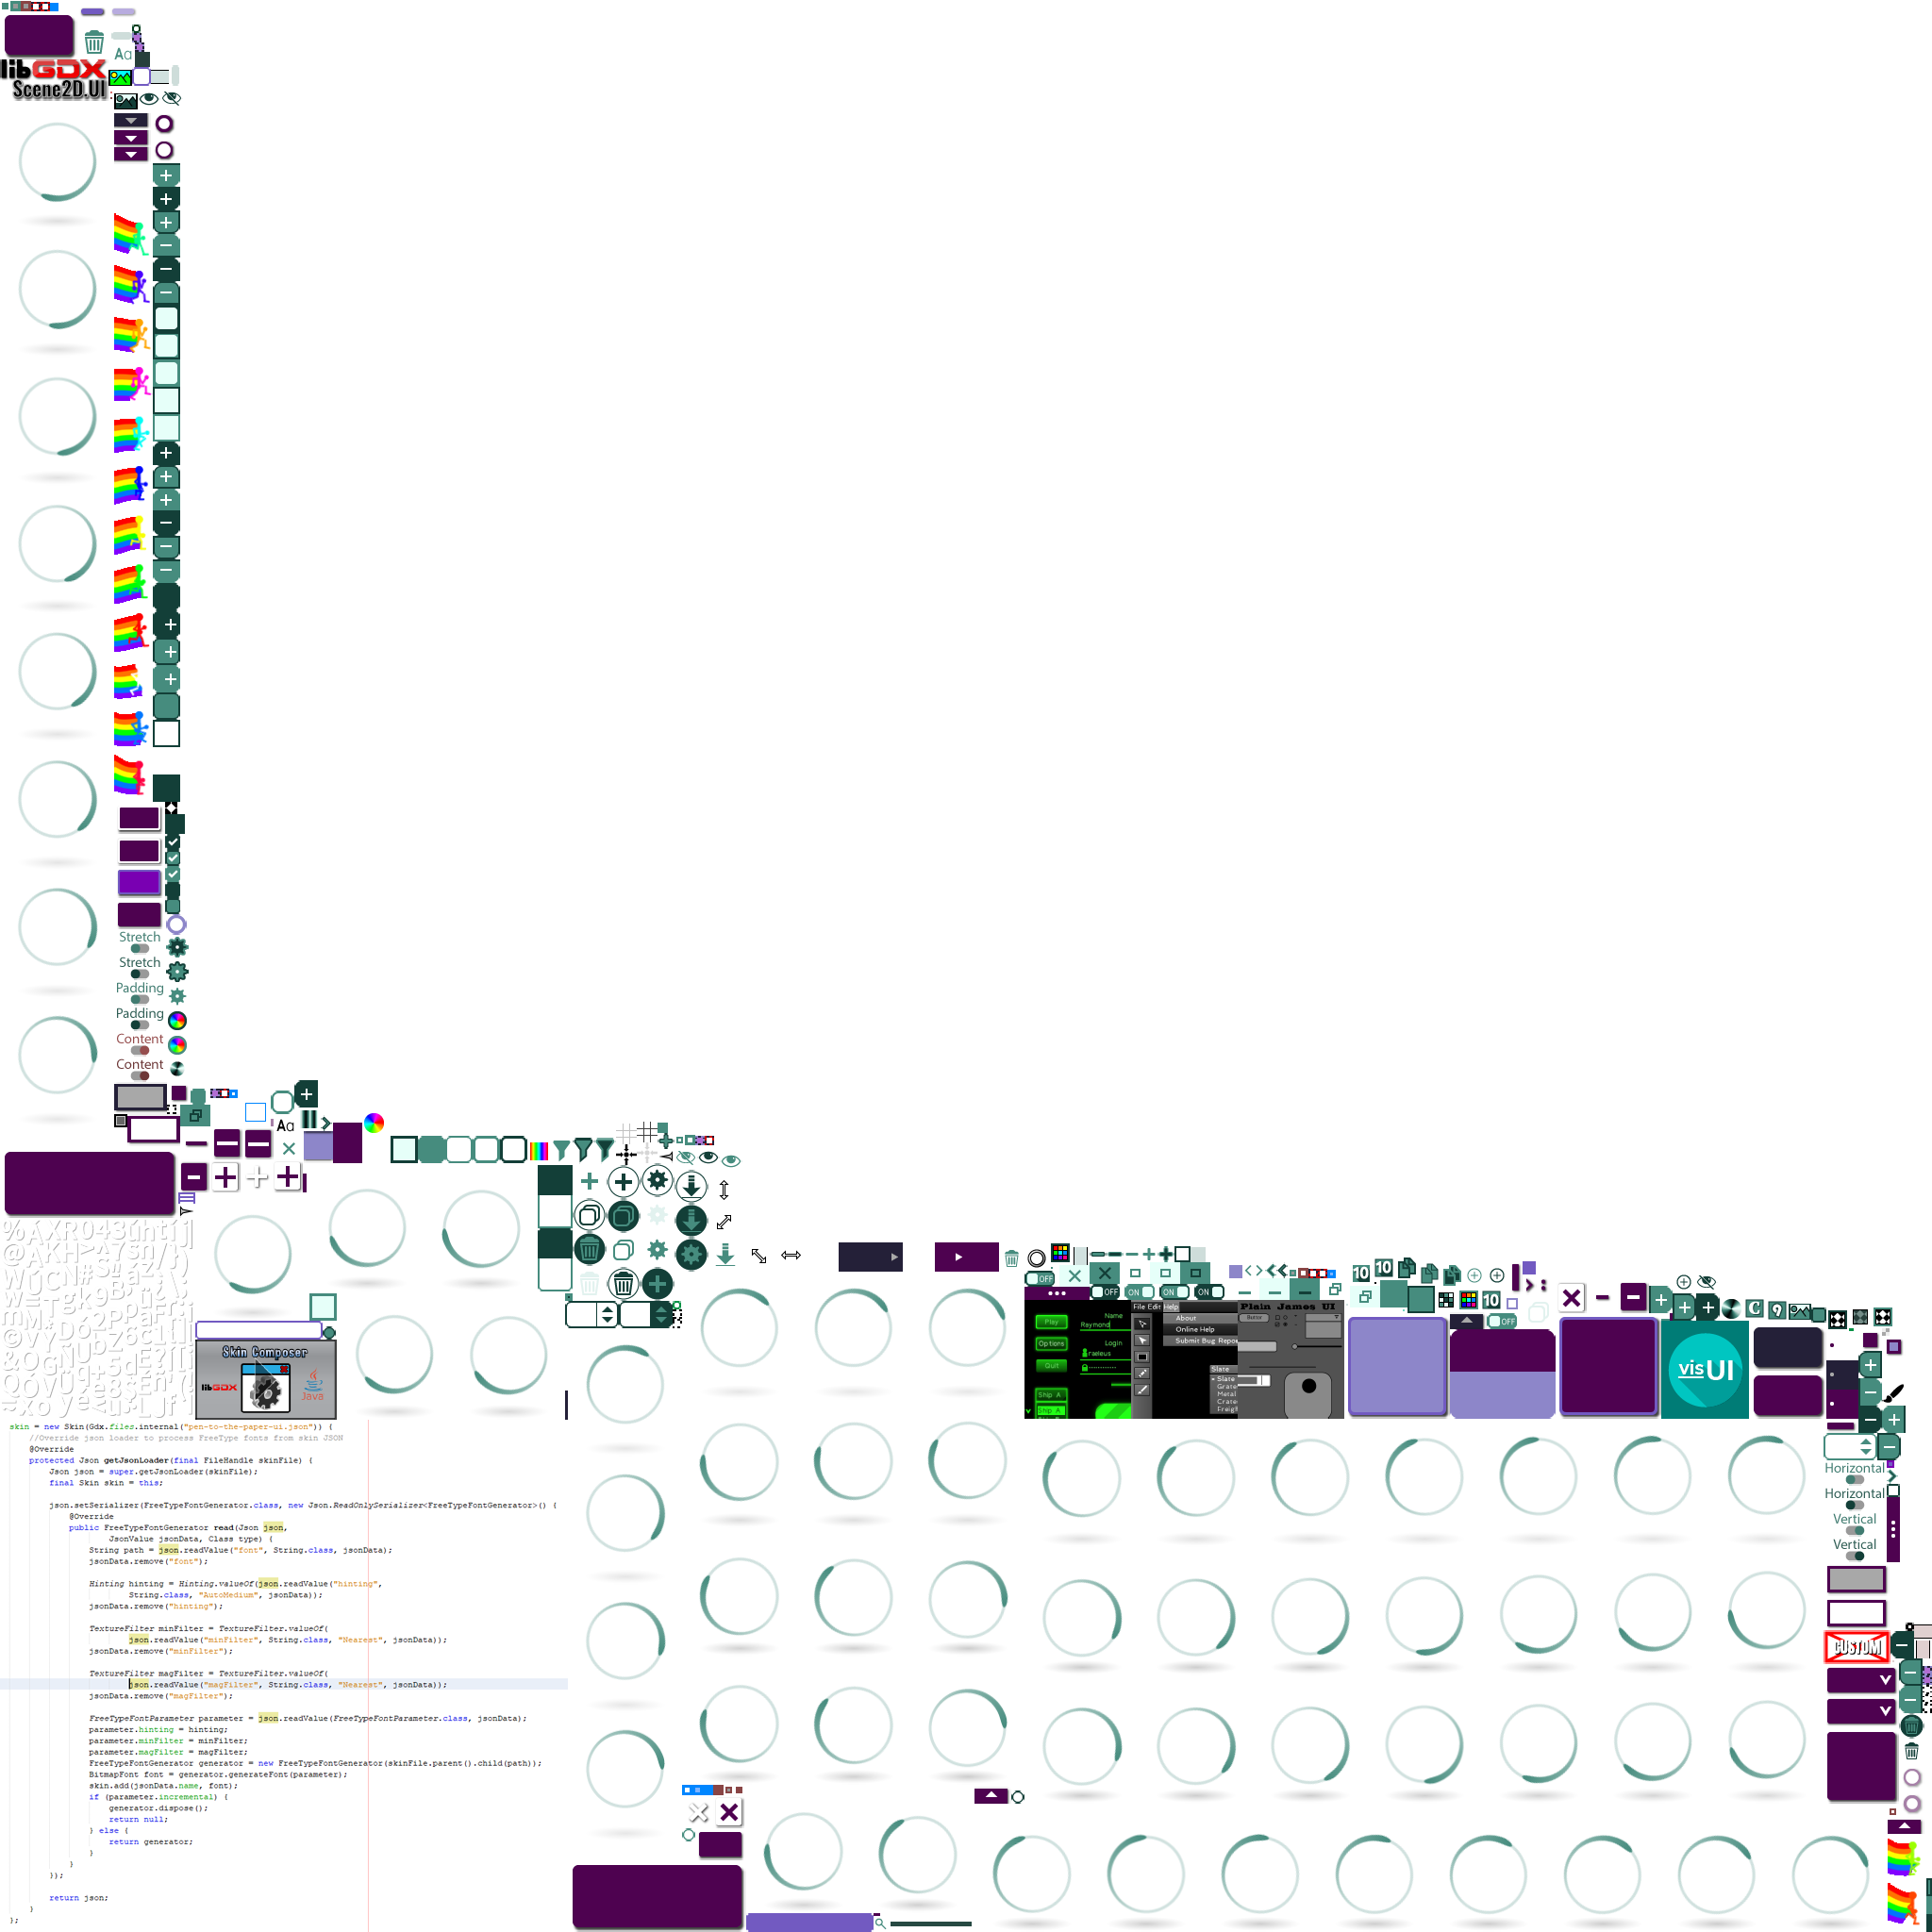 Aa
libGDX
Scene2D.UI
Stretch
Stretch
Padding
Padding
Content
Content
Aa
%ÁXR043úhtíj]
Skin Composer
libGDX
Java
OFF
OFF
ON
ON
ON
10
10
10
OFF
Play
Options
Quit
Name
Raymond
Login
raeleus
Ship A
Ship A
File Edit Help
About
Online Help
Submit Bug Repo
Slate
Slate
Grate
Metal
Crate
Plain James UI
visUI
Horizontal
Horizontal
Vertical
Vertical
CUSTOM
skin = new Skin(Gdx.files.internal("pen-to-the-paper-ui.json")) {
//Override json loader to process FreeType fonts from skin JSON
@Override
protected Json getJsonLoader(final FileHandle skinFile) {
Json json = super.getJsonLoader(skinFile);
final Skin skin = this;
json.setSerializer(FreeTypeFontGenerator.class, new Json.ReadOnlySerializer<FreeTypeFontGenerator>() {
@Override
public FreeTypeFontGenerator read(Json json,
JsonValue jsonData, Class type) {
String path = json.readValue("font", String.class, jsonData);
jsonData.remove("font");
Hinting hinting = Hinting.valueOf(json.readValue("hinting",
String.class, "AutoMedium", jsonData));
jsonData.remove("hinting");
TextureFilter minFilter = TextureFilter.valueOf(
json.readValue("minFilter", String.class, "Nearest", jsonData));
jsonData.remove("minFilter");
TextureFilter magFilter = TextureFilter.valueOf(
json.readValue("magFilter", String.class, "Nearest", jsonData));
jsonData.remove("magFilter");
FreeTypeFontParameter parameter = json.readValue(FreeTypeFontParameter.class, jsonData);
parameter.hinting = hinting;
parameter.minFilter = minFilter;
parameter.magFilter = magFilter;
FreeTypeFontGenerator generator = new FreeTypeFontGenerator(skinFile.parent().child(path));
BitmapFont font = generator.generateFont(parameter);
skin.add(jsonData.name, font);
if (parameter.incremental) {
generator.dispose();
return null;
} else {
return generator;
}
}
});
return json;
}
};